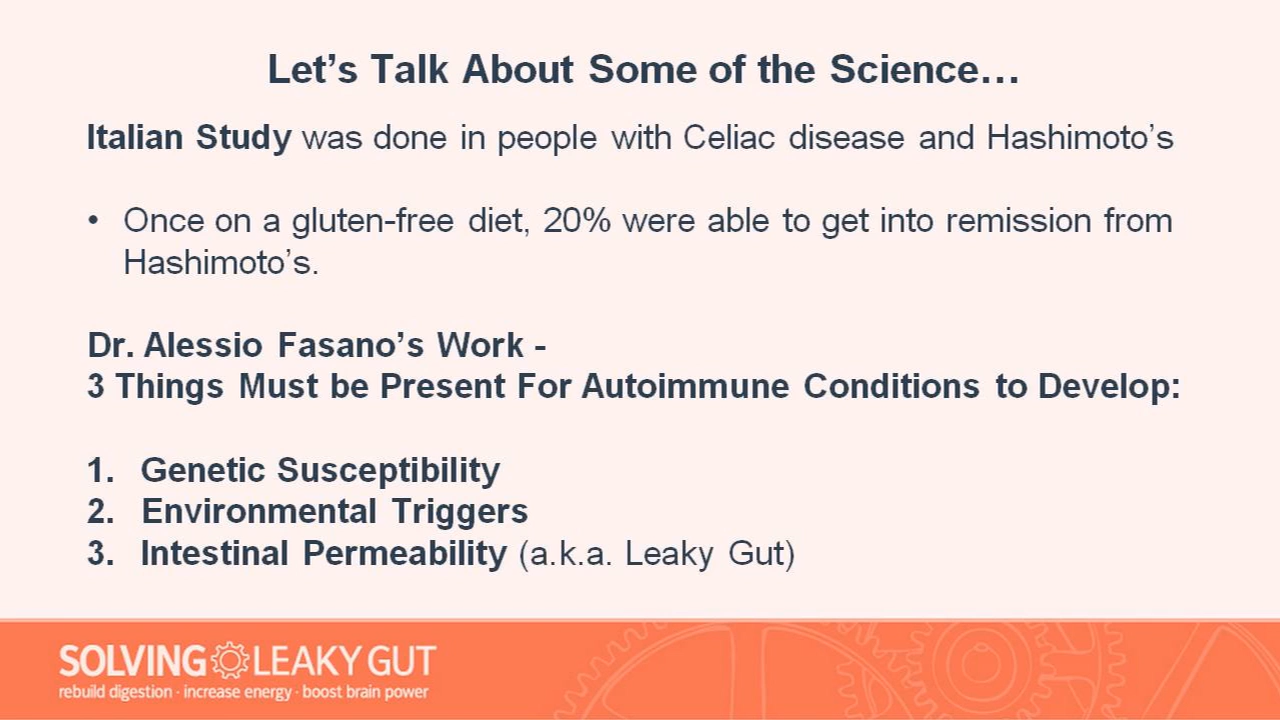 Let's Talk About Some of the Science…
Italian Study was done in people with Celiac disease and Hashimoto's
• Once on a gluten-free diet, 20% were able to get into remission from
Hashimoto's.
Dr. Alessio Fasano's Work -
3 Things Must be Present For Autoimmune Conditions to Develop:
1. Genetic Susceptibility
2. Environmental Triggers
3. Intestinal Permeability (a.k.a. Leaky Gut)
SOLVING LEAKY GUT
rebuild digestion · increase energy · boost brain power